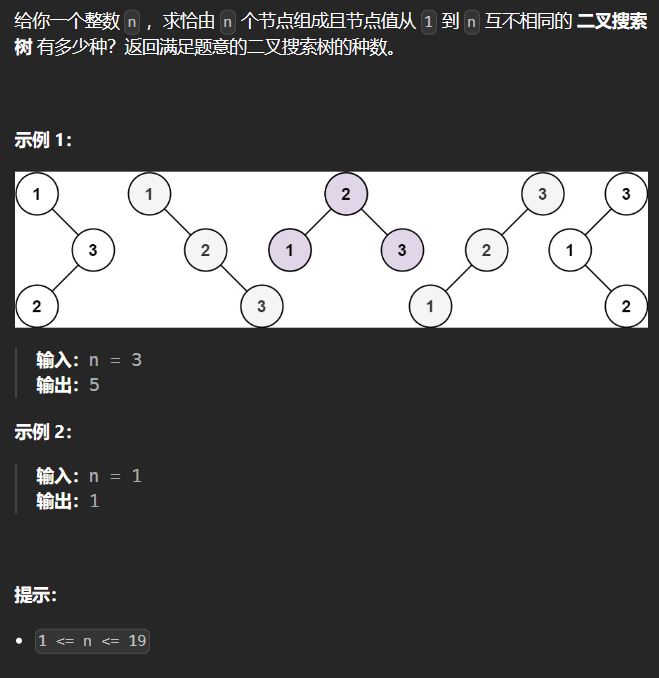 给你一个整数 n ，求恰由 n 个节点组成且节点值从 1 到 n 互不相同的 二叉搜索
树 有多少种？返回满足题意的二叉搜索树的种数。
示例 1：
1 1 2 3 3
3 2 1 3 2 1
2 3 1 2
输入：n = 3
输出：5
示例 2：
输入：n = 1
输出：1
提示：
• 1 <= n <= 19